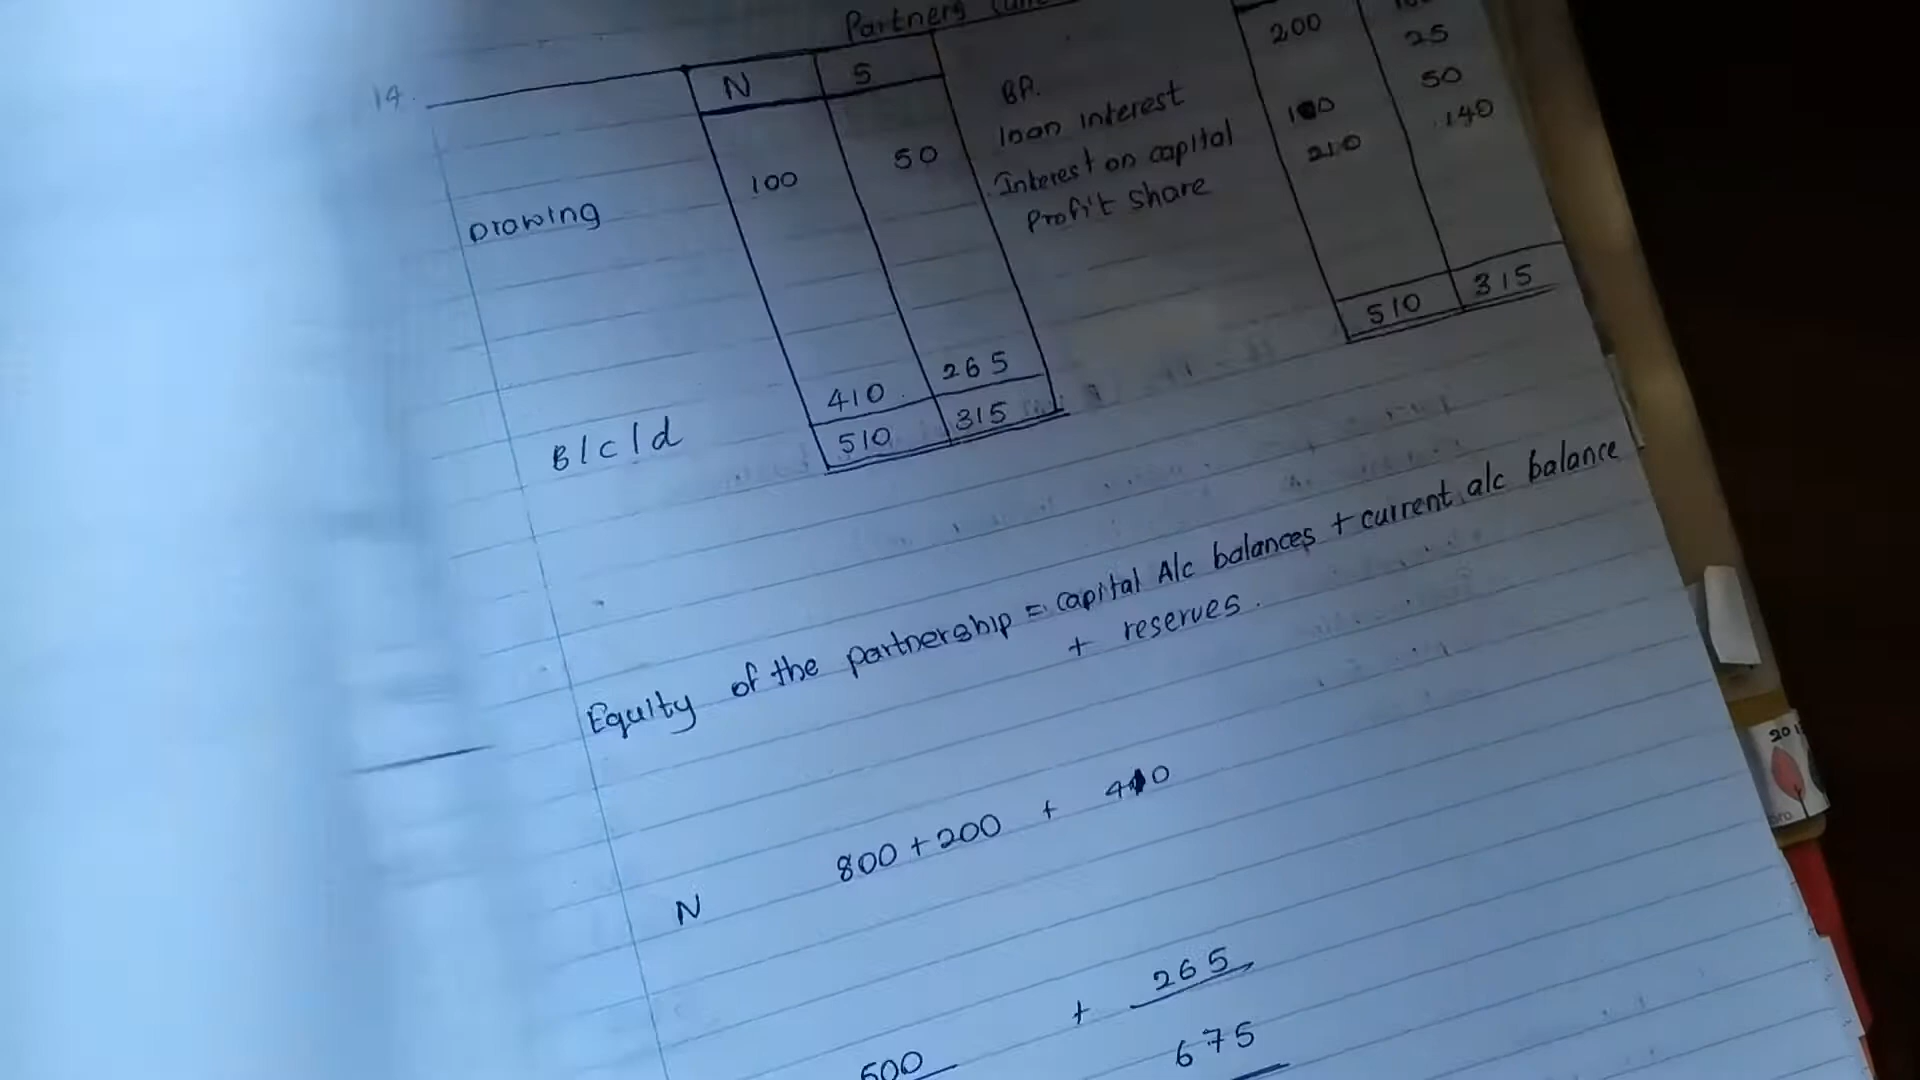 Partners
14.
N S
200
100 50 BF. 25
Drawing loan interest 50
Interest on capital 100 140
Profit share 210
B/c/d 410 265 510 315
510 315
Equity of the partnership = capital A/c balances + current a/c balance
+ reserves.
N 800 + 200 + 410
500 + 265
675